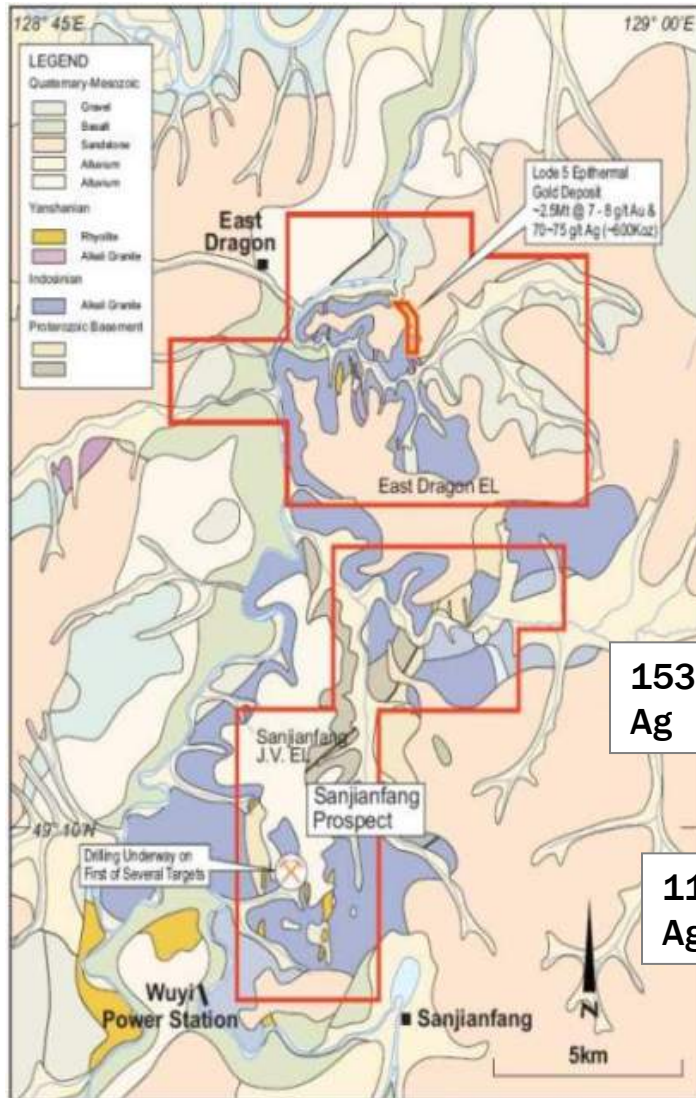 128° 45'E
129° 00'E
LEGEND
Quaternary-Mesozoic
Gravel
Basalt
Sandstone
Alluvium
Alluvium
Yanshanian
Rhyolite
Alkali Granite
Indosinian
Alkali Granite
Proterozoic Basement
Lode 5 Epithermal
Gold Deposit
~2.5Mt @ 7 - 8 g/t Au &
70~75 g/t Ag (~600Koz)
East
Dragon
East Dragon EL
153
Ag
Sanjianfang
J.V. EL
Sanjianfang
Prospect
49° 10'N
Drilling Underway on
First of Several Targets
11
Ag
Wuyi
Power Station
Sanjianfang
N
5km